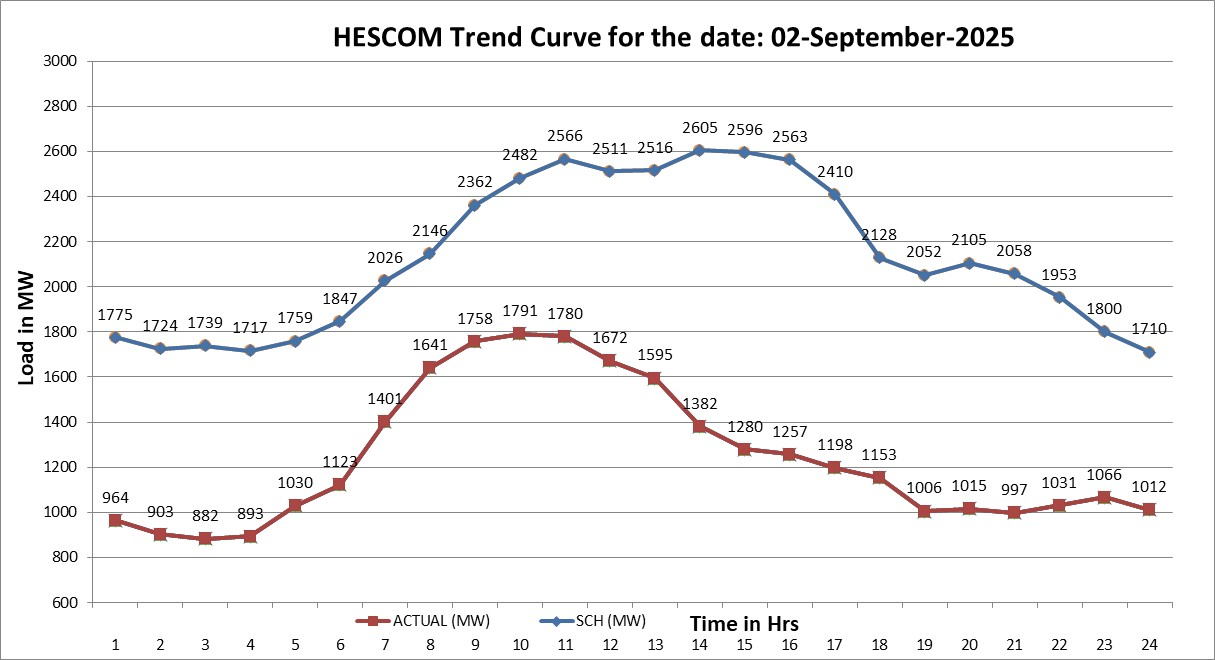 HESCOM Trend Curve for the date: 02-September-2025
3000
2800
2600
2400
2200
2000
1800
1600
1400
1200
1000
800
600
Load in MW
1775 1724 1739 1717 1759 1847 2026 2146 2362 2482 2566 2511 2516 2605 2596 2563 2410 2128 2052 2105 2058 1953 1800 1710
964 903 882 893 1030 1123 1401 1641 1758 1791 1780 1672 1595 1382 1280 1257 1198 1153 1006 1015 997 1031 1066 1012
ACTUAL (MW) SCH (MW) Time in Hrs
1 2 3 4 5 6 7 8 9 10 11 12 13 14 15 16 17 18 19 20 21 22 23 24